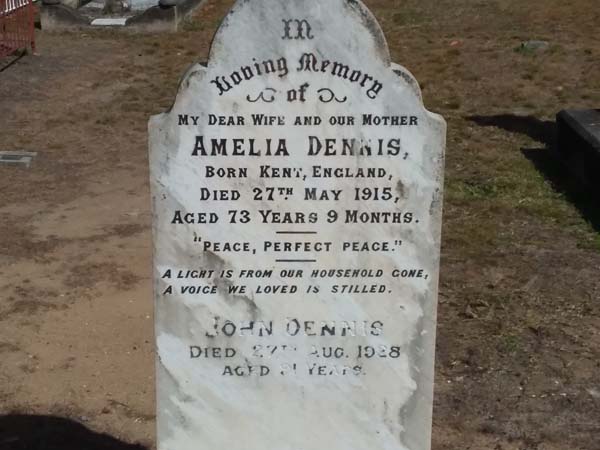 In
Loving Memory
of
My Dear Wife and our Mother
Amelia Dennis,
Born Kent, England,
Died 27th May 1915,
Aged 73 Years 9 Months.
"Peace, Perfect peace."
A light is from our household gone,
A voice we loved is stilled.
John Dennis
Died 27th Aug. 1928
Aged Years.